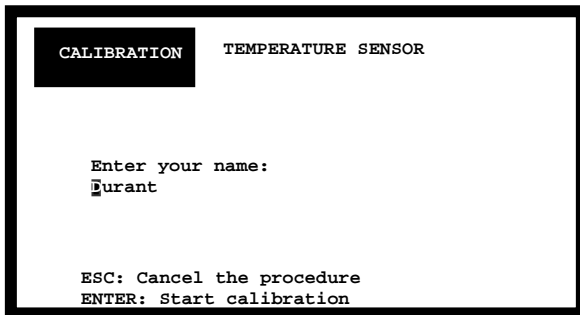 CALIBRATION TEMPERATURE SENSOR
Enter your name:
Durant
ESC: Cancel the procedure
ENTER: Start calibration